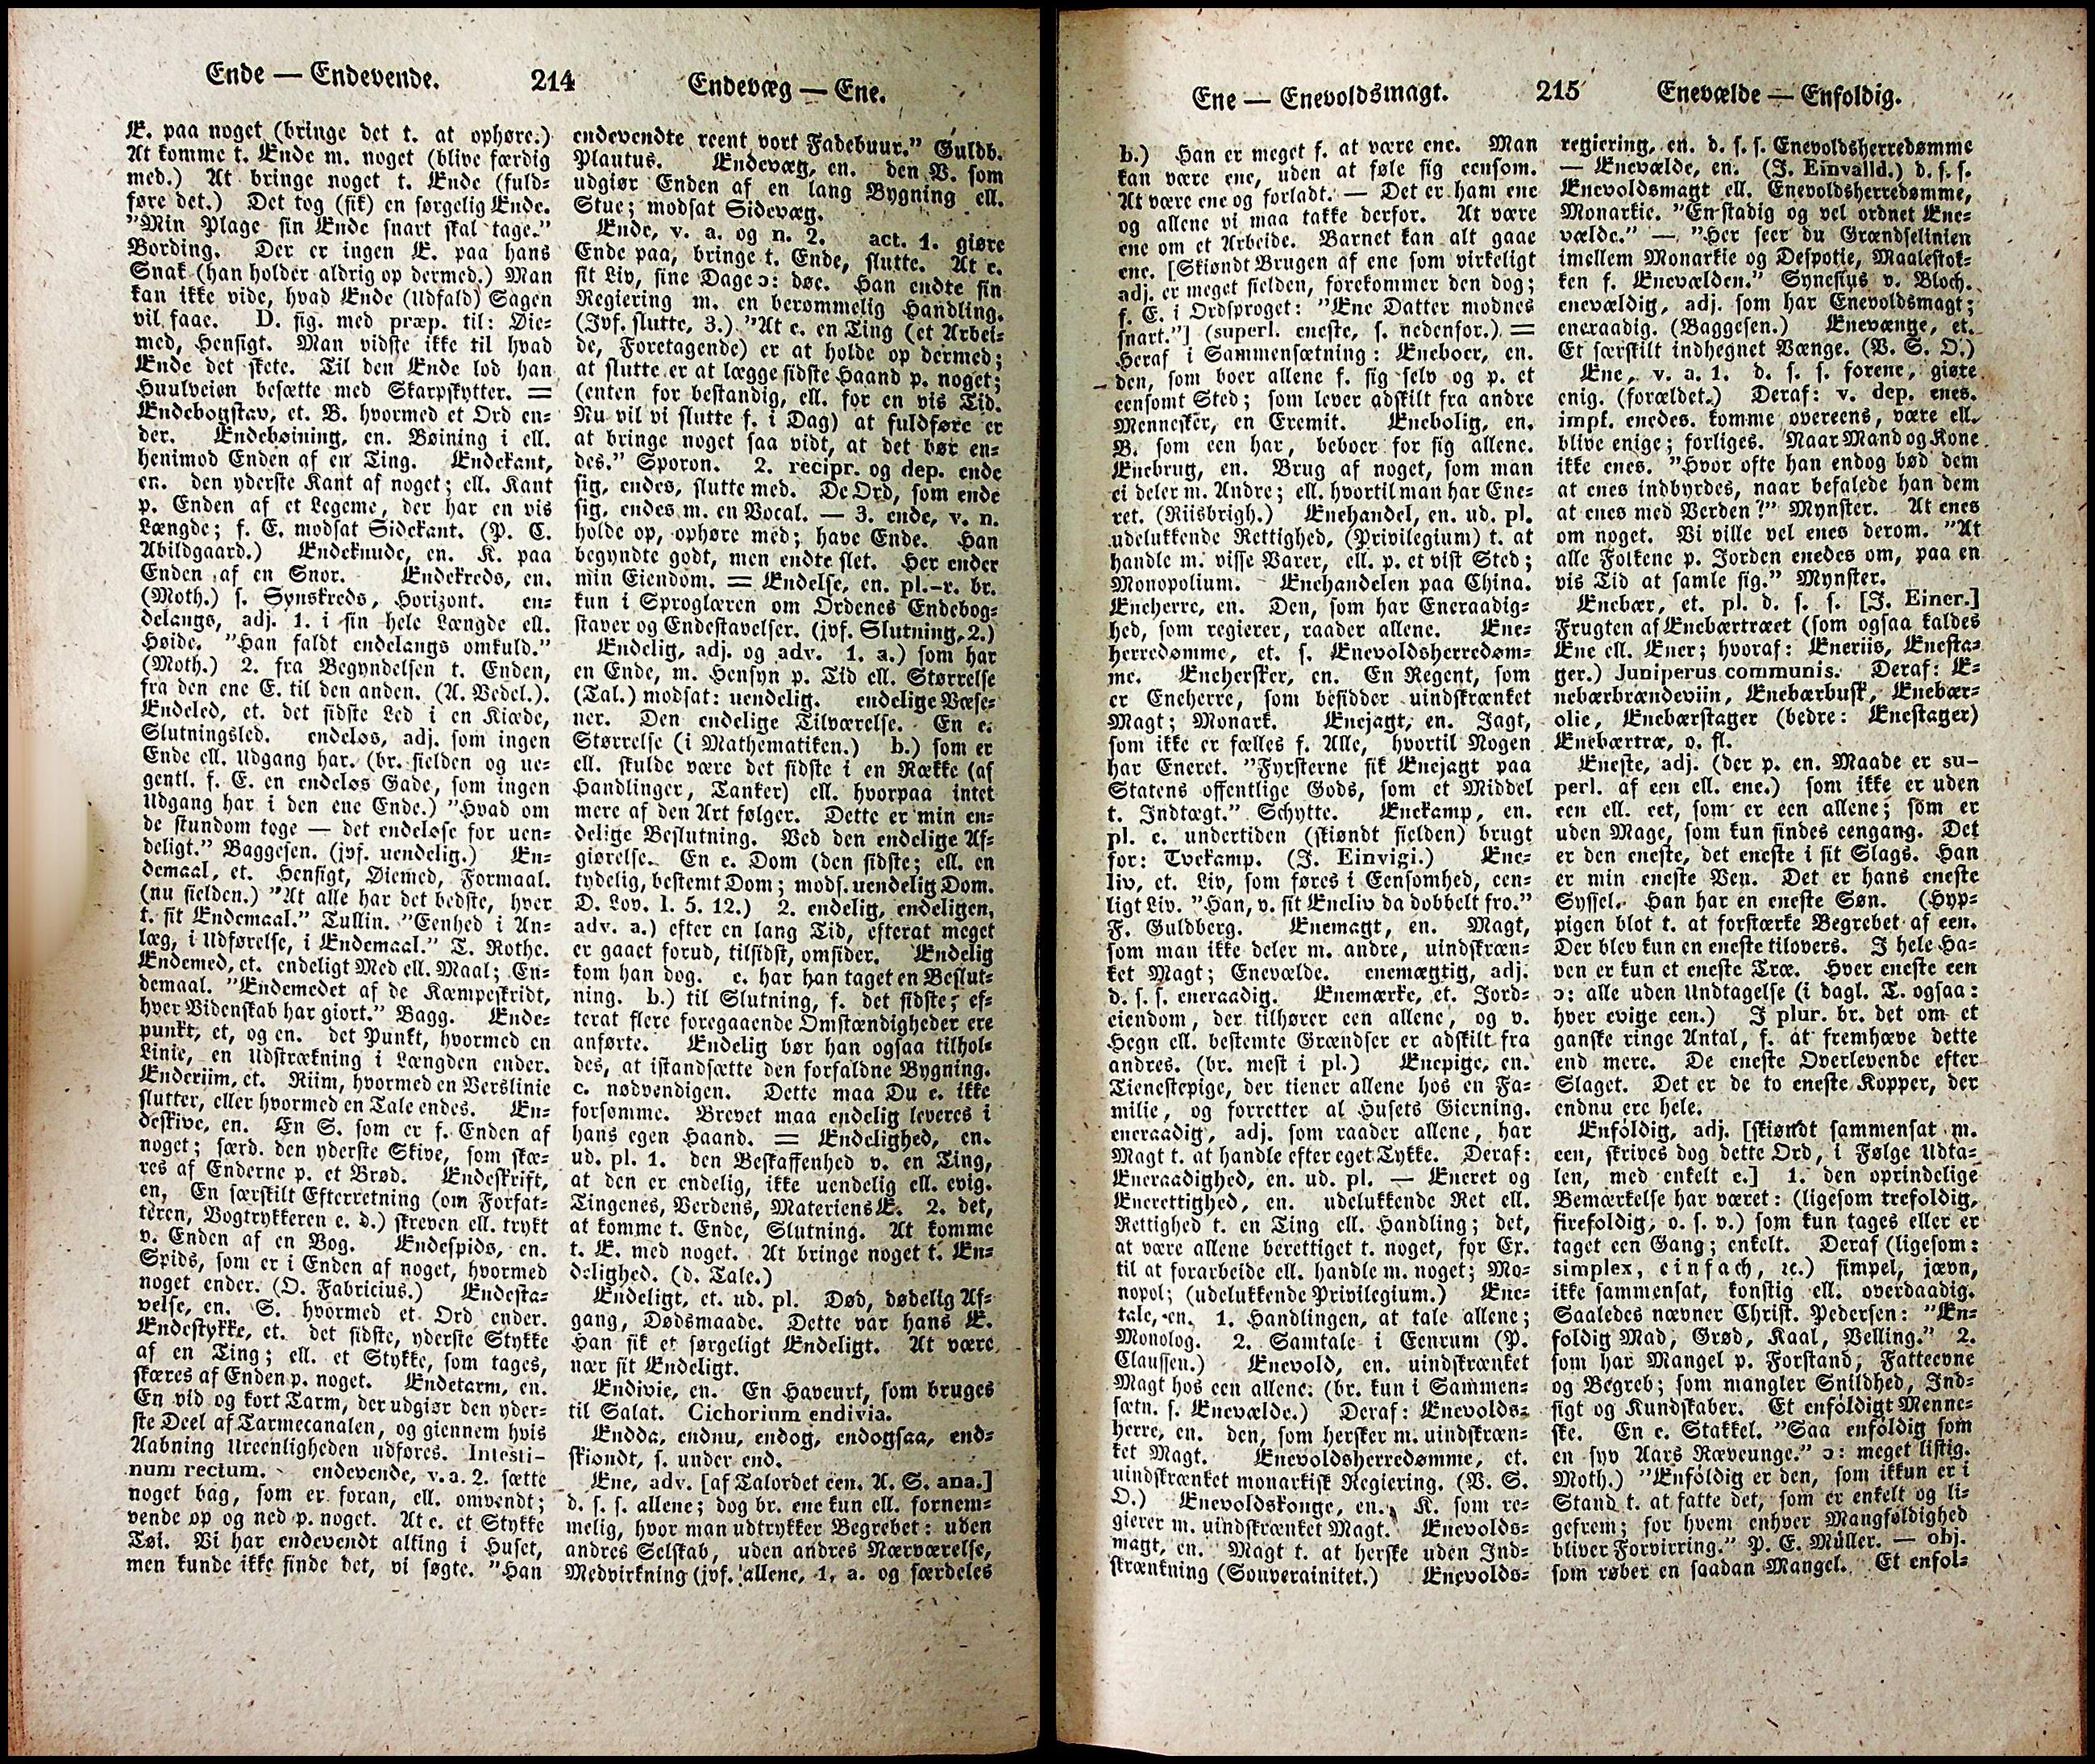 Ende — Endevende. 214 Endevæg — Ene.
E. paa noget (bringe det t. at ophøre.)
At komme t. Ende m. noget (blive færdig
med.) At bringe noget t. Ende (fuld-
føre det.) Det tog (fik) en sørgelig Ende.
"Min Plage sin Ende snart skal tage."
Bording. Der er ingen E. paa hans
Snak (han holder aldrig op dermed.) Man
kan ikke vide, hvad Ende (Udfald) Sagen
vil faae. D. sig. med præp. til: Øie-
med, Hensigt. Man vidste ikke til hvad
Ende det skete. Til den Ende lod han
Huulveien besætte med Skarpskytter. =
Endebogstav, et. B. hvormed et Ord en-
der. Endebøining, en. Bøining i ell.
henimod Enden af en Ting. Endekant,
en. den yderste Kant af noget; ell. Kant
p. Enden af et Legeme, der har en vis
Længde; f. E. modsat Sidekant. (P. C.
Abildgaard.) Endeknude, en. K. paa
Enden af en Snor. Endekreds, en.
(Moth.) s. Synskreds, Horizont. en-
delangs, adj. 1. i sin hele Længde ell.
Høide. "Han faldt endelangs omkuld."
(Moth.) 2. fra Begyndelsen t. Enden,
fra den ene E. til den anden. (A. Vedel.).
Endeled, et. det sidste Led i en Kiæde,
Slutningsled. endeløs, adj. som ingen
Ende ell. Udgang har. (br. sielden og ue-
gentl. f. E. en endeløs Gade, som ingen
Udgang har i den ene Ende.) "Hvad om
de stundom toge — det endeløse for uen-
deligt." Baggesen. (jvf. uendelig.) En-
demaal, et. Hensigt, Øiemed, Formaal.
(nu sielden.) "At alle har det bedste, hver
t. sit Endemaal." Tullin. "Eenhed i An-
læg, i Udførelse, i Endemaal." T. Rothe.
Endemed, et. endeligt Med ell. Maal; En-
demaal. "Endemedet af de Kæmpeskridt,
hver Videnskab har giort." Bagg. Ende-
punkt, et, og en. det Punkt, hvormed en
Linie, en Udstrækning i Længden ender.
Enderiim, et. Riim, hvormed en Verslinie
slutter, eller hvormed en Tale endes. En-
deskive, en. En S. som er f. Enden af
noget; særd. den yderste Skive, som skæ-
res af Enderne p. et Brød. Endeskrift,
en, En særskilt Efterretning (om Forfat-
teren, Bogtrykkeren e. d.) skreven ell. trykt
v. Enden af en Bog. Endespids, en.
Spids, som er i Enden af noget, hvormed
noget ender. (O. Fabricius.) Endesta-
velse, en. S. hvormed et Ord ender.
Endestykke, et. det sidste, yderste Stykke
af en Ting; ell. et Stykke, som tages,
skæres af Enden p. noget. Endetarm, en.
En vid og kort Tarm, der udgiør den yder-
ste Deel af Tarmecanalen, og giennem hvis
Aabning Ureenligheden udføres. Intesti-
num rectum. endevende, v. a. 2. sætte
noget bag, som er foran, ell. omvendt;
vende op og ned p. noget. At e. et Stykke
Tøi. Vi har endevendt alting i Huset,
men kunde ikke finde det, vi søgte. "Han
endevendte reent vort Fadebuur." Guldb.
Plautus. Endevæg, en. den V. som
udgiør Enden af en lang Bygning ell.
Stue; modsat Sidevæg.
Ende, v. a. og n. 2. act. 1. giøre
Ende paa, bringe t. Ende, slutte. At e.
sit Liv, sine Dage ɔ: døe. Han endte sin
Regiering m. en berømmelig Handling.
(Jvf. slutte, 3.) "At e. en Ting (et Arbei-
de, Foretagende) er at holde op dermed;
at slutte er at lægge sidste Haand p. noget;
(enten for bestandig, ell. for en vis Tid.
Nu vil vi slutte f. i Dag) at fuldføre er
at bringe noget saa vidt, at det bør en-
des." Sporon. 2. recipr. og dep. ende
sig, endes, slutte med. De Ord, som ende
sig, endes m. en Vocal. — 3. ende, v. n.
holde op, ophøre med; have Ende. Han
begyndte godt, men endte slet. Her ender
min Eiendom. = Endelse, en. pl.-r. br.
kun i Sproglæren om Ordenes Endebog-
staver og Endestavelser. (jvf. Slutning, 2.)
Endelig, adj. og adv. 1. a.) som har
en Ende, m. Hensyn p. Tid ell. Størrelse
(Tal.) modsat: uendelig. endelige Væse-
ner. Den endelige Tilværelse. En e.
Størrelse (i Mathematiken.) b.) som er
ell. skulde være det sidste i en Række (af
Handlinger, Tanker) ell. hvorpaa intet
mere af den Art følger. Dette er min en-
delige Beslutning. Ved den endelige Af-
giørelse. En e. Dom (den sidste; ell. en
tydelig, bestemt Dom; mods. uendelig Dom.
D. Lov. 1. 5. 12.) 2. endelig, endeligen,
adv. a.) efter en lang Tid, efterat meget
er gaaet forud, tilsidst, omsider. Endelig
kom han dog. e. har han taget en Beslut-
ning. b.) til Slutning, f. det sidste; ef-
terat flere foregaaende Omstændigheder ere
anførte. Endelig bør han ogsaa tilhol-
des, at istandsætte den forfaldne Bygning.
c. nødvendigen. Dette maa Du e. ikke
forsømme. Brevet maa endelig leveres i
hans egen Haand. = Endelighed, en.
ud. pl. 1. den Beskaffenhed v. en Ting,
at den er endelig, ikke uendelig ell. evig.
Tingenes, Verdens, Materiens E. 2. det,
at komme t. Ende, Slutning. At komme
t. E. med noget. At bringe noget t. En-
delighed. (d. Tale.)
Endeligt, et. ud. pl. Død, dødelig Af-
gang, Dødsmaade. Dette var hans E.
Han fik et sørgeligt Endeligt. At være
nær sit Endeligt.
Endivie, en. En Haveurt, som bruges
til Salat. Cichorium endivia.
Endda, endnu, endog, endogsaa, end-
skiondt, s. under end.
Ene, adv. [af Talordet een. A. S. ana.]
d. s. s. allene; dog br. ene kun ell. fornem-
melig, hvor man udtrykker Begrebet: uden
andres Selskab, uden andres Nærværelse,
Medvirkning (jvf. allene, 1, a. og særdeles
Ene — Enevoldsmagt. 215 Enevælde — Enfoldig.
b.) Han er meget f. at være ene. Man
kan være ene, uden at føle sig eensom.
At være ene og forladt. — Det er ham ene
og allene vi maa takke derfor. At være
ene om et Arbeide. Barnet kan alt gaae
ene. [Skiøndt Brugen af ene som virkeligt
adj. er meget sielden, forekommer den dog;
f. E. i Ordsproget: "Ene Datter modnes
snart."] (superl. eneste, s. nedenfor.) =
Heraf i Sammensætning: Eneboer, en.
den, som boer allene f. sig selv og p. et
eensomt Sted; som lever adskilt fra andre
Mennesker, en Eremit. Enebolig, en.
B. som een har, beboer for sig allene.
Enebrug, en. Brug af noget, som man
ei deler m. Andre; ell. hvortil man har Ene-
ret. (Riisbrigh.) Enehandel, en. ud. pl.
udelukkende Rettighed, (Privilegium) t. at
handle m. visse Varer, ell. p. et vist Sted;
Monopolium. Enehandelen paa China.
Eneherre, en. Den, som har Eneraadig-
hed, som regierer, raader allene. Ene-
herredømme, et. s. Enevoldsherredøm-
me. Enehersker, en. En Regent, som
er Eneherre, som besidder uindskrænket
Magt; Monark. Enejagt, en. Jagt,
som ikke er fælles f. Alle, hvortil Nogen
har Eneret. "Fyrsterne fik Enejagt paa
Statens offentlige Gods, som et Middel
t. Indtægt." Schytte. Enekamp, en.
pl. e. undertiden (skiøndt sielden) brugt
for: Tvekamp. (J. Einvigi.) Ene-
liv, et. Liv, som føres i Eensomhed, een-
ligt Liv. "Han, v. sit Eneliv da dobbelt fro."
F. Guldberg. Enemagt, en. Magt,
som man ikke deler m. andre, uindskræn-
ket Magt; Enevælde. enemægtig, adj.
d. s. s. eneraadig. Enemærke, et. Jord-
eiendom, der tilhører een allene, og v.
Hegn ell. bestemte Grændser er adskilt fra
andres. (br. mest i pl.) Enepige, en.
Tienestepige, der tiener allene hos en Fa-
milie, og forretter al Husets Gierning.
eneraadig, adj. som raader allene, har
Magt t. at handle efter eget Tykke. Deraf:
Eneraadighed, en. ud. pl. — Eneret og
Enerettighed, en. udelukkende Ret ell.
Rettighed t. en Ting ell. Handling; det,
at være allene berettiget t. noget, for Ex.
til at forarbeide ell. handle m. noget; Mo-
nopol; (udelukkende Privilegium.) Ene-
tale, en. 1. Handlingen, at tale allene;
Monolog. 2. Samtale i Eenrum (P.
Claussen.) Enevold, en. uindskrænket
Magt hos een allene. (br. kun i Sammen-
sætn. s. Enevælde.) Deraf: Enevolds-
herre, en. den, som hersker m. uindskræn-
ket Magt. Enevoldsherredømme, et.
uindskrænket monarkisk Regiering. (V. S.
O.) Enevoldskonge, en. K. som re-
gierer m. uindskrænket Magt. Enevolds-
magt, en. Magt t. at herske uden Ind-
skrænkning (Souverainitet.) Enevolds-
regiering, en. d. s. s. Enevoldsherredømme
— Enevælde, en. (J. Einvalld.) d. s. s.
Enevoldsmagt ell. Enevoldsherredømme,
Monarkie. "En stadig og vel ordnet Ene-
vælde." — "Her seer du Grændselinien
imellem Monarkie og Despotie, Maalestok-
ken f. Enevælden." Synesius v. Bloch.
enevældig, adj. som har Enevoldsmagt;
eneraadig. (Baggesen.) Enevænge, et.
Et særskilt indhegnet Vænge. (V. S. O.)
Ene, v. a. 1. d. s. s. forene, giøre
enig. (forældet.) Deraf: v. dep. enes.
impf. enedes. komme overeens, være ell.
blive enige; forliges. Naar Mand og Kone
ikke enes. "Hvor ofte han endog bød dem
at enes indbyrdes, naar befalede han dem
at enes med Verden?" Mynster. At enes
om noget. Vi ville vel enes derom. "At
alle Folkene p. Jorden enedes om, paa en
vis Tid at samle sig." Mynster.
Enebær, et. pl. d. s. s. [J. Einer.]
Frugten af Enebærtræet (som ogsaa kaldes
Ene ell. Ener; hvoraf: Eneriis, Enesta-
ger.) Juniperus communis. Deraf: E-
nebærbrændeviin, Enebærbusk, Enebær-
olie, Enebærstager (bedre: Enestager)
Enebærtræ, o. fl.
Eneste, adj. (der p. en. Maade er su-
perl. af een ell. ene.) som ikke er uden
een ell. eet, som er een allene; som er
uden Mage, som kun findes eengang. Det
er den eneste, det eneste i sit Slags. Han
er min eneste Ven. Det er hans eneste
Syssel. Han har en eneste Søn. (Hyp-
pigen blot t. at forstærke Begrebet af een.
Der blev kun en eneste tilovers. I hele Ha-
ven er kun et eneste Træ. Hver eneste een
ɔ: alle uden Undtagelse (i dagl. T. ogsaa:
hver evige een.) I plur. br. det om et
ganske ringe Antal, f. at fremhæve dette
end mere. De eneste Overlevende efter
Slaget. Det er de to eneste Kopper, der
endnu ere hele.
Enfoldig, adj. [skiøndt sammensat m.
een, skrives dog dette Ord, i Følge Udta-
len, med enkelt e.] 1. den oprindelige
Bemærkelse har været: (ligesom trefoldig,
firefoldig, o. s. v.) som kun tages eller er
taget een Gang; enkelt. Deraf (ligesom:
simplex, einfach, ꝛc.) simpel, jævn,
ikke sammensat, konstig ell. overdaadig.
Saaledes nævner Christ. Pedersen: "En-
foldig Mad, Grød, Kaal, Velling." 2.
som har Mangel p. Forstand, Fatteevne
og Begreb; som mangler Snildhed, Ind-
sigt og Kundskaber. Et enfoldigt Menne-
ske. En e. Stakkel. "Saa enfoldig som
en syv Aars Ræveunge." ɔ: meget listig.
Moth.) "Enfoldig er den, som ikkun er i
Stand t. at fatte det, som er enkelt og li-
gefrem; for hvem enhver Mangfoldighed
bliver Forvirring." P. E. Müller. — obj.
som røber en saadan Mangel. Et enfol-